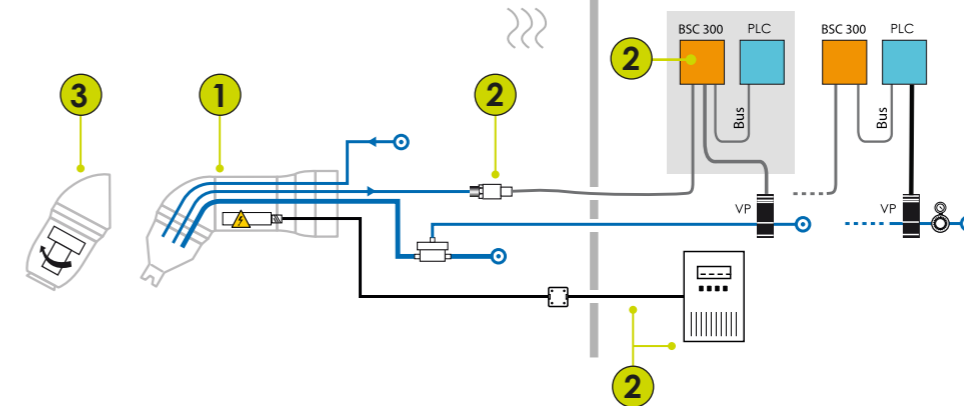 BSC 300 PLC BSC 300 PLC
2
3 1 2
Bus Bus
VP VP
2